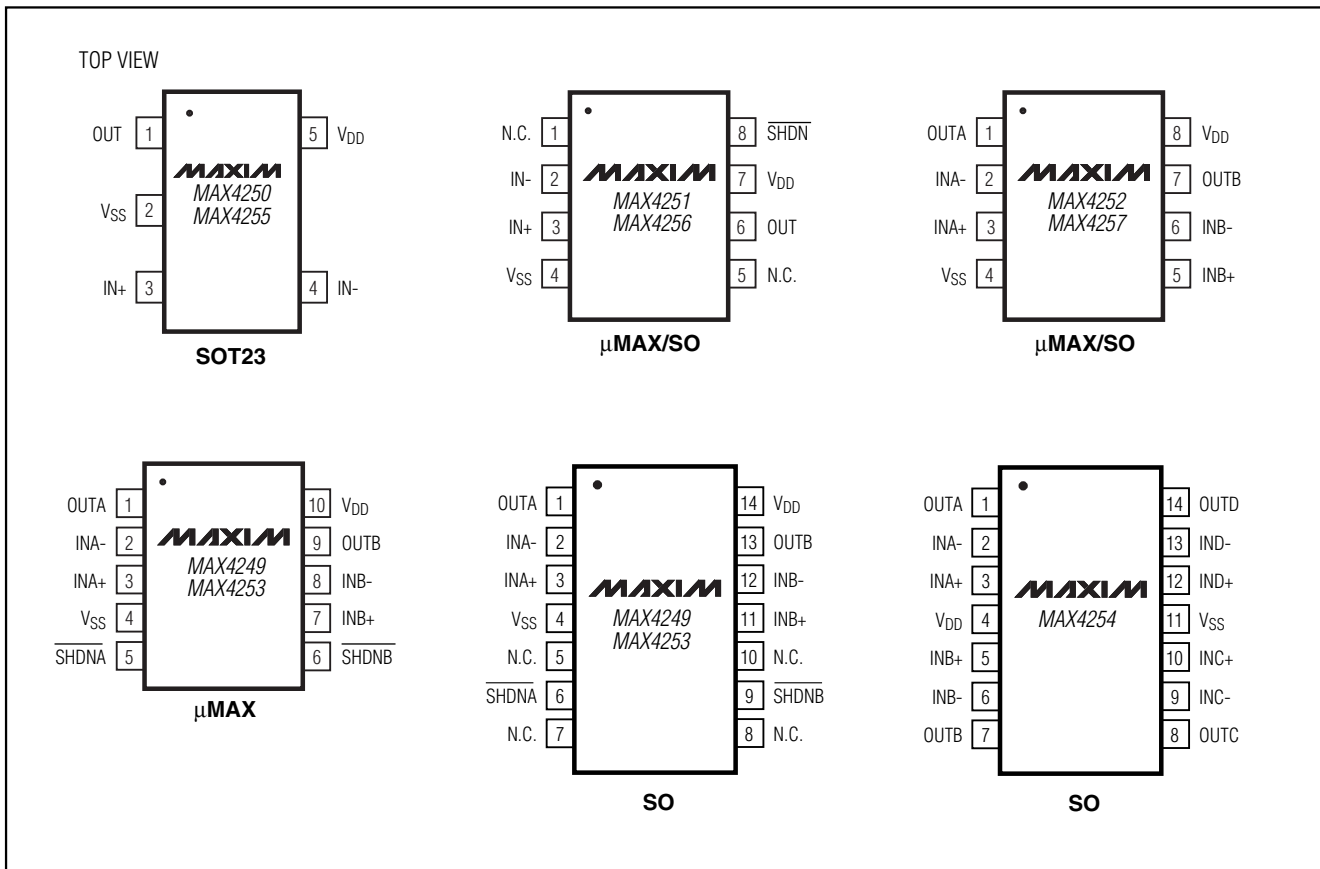 TOP VIEW
OUT 1 5 VDD
VSS 2
IN+ 3 4 IN-
MAXIM
MAX4250
MAX4255
SOT23
N.C. 1 8 SHDN
IN- 2 7 VDD
IN+ 3 6 OUT
VSS 4 5 N.C.
MAXIM
MAX4251
MAX4256
µMAX/SO
OUTA 1 8 VDD
INA- 2 7 OUTB
INA+ 3 6 INB-
VSS 4 5 INB+
MAXIM
MAX4252
MAX4257
µMAX/SO
OUTA 1 10 VDD
INA- 2 9 OUTB
INA+ 3 8 INB-
VSS 4 7 INB+
SHDNA 5 6 SHDNB
MAXIM
MAX4249
MAX4253
µMAX
OUTA 1 14 VDD
INA- 2 13 OUTB
INA+ 3 12 INB-
VSS 4 11 INB+
N.C. 5 10 N.C.
SHDNA 6 9 SHDNB
N.C. 7 8 N.C.
MAXIM
MAX4249
MAX4253
SO
OUTA 1 14 OUTD
INA- 2 13 IND-
INA+ 3 12 IND+
VDD 4 11 VSS
INB+ 5 10 INC+
INB- 6 9 INC-
OUTB 7 8 OUTC
MAXIM
MAX4254
SO